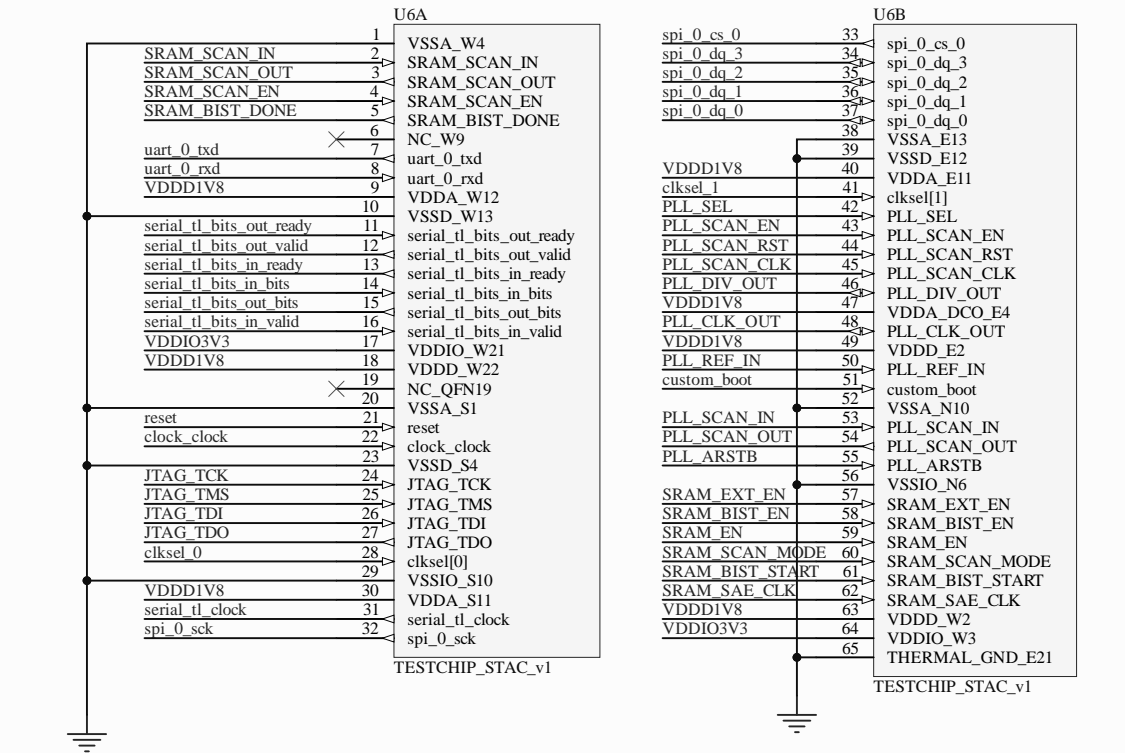 U6A
1 VSSA_W4
SRAM_SCAN_IN 2 SRAM_SCAN_IN
SRAM_SCAN_OUT 3 SRAM_SCAN_OUT
SRAM_SCAN_EN 4 SRAM_SCAN_EN
SRAM_BIST_DONE 5 SRAM_BIST_DONE
6 NC_W9
uart_0_txd 7 uart_0_txd
uart_0_rxd 8 uart_0_rxd
VDDD1V8 9 VDDA_W12
10 VSSD_W13
serial_tl_bits_out_ready 11 serial_tl_bits_out_ready
serial_tl_bits_out_valid 12 serial_tl_bits_out_valid
serial_tl_bits_in_ready 13 serial_tl_bits_in_ready
serial_tl_bits_in_bits 14 serial_tl_bits_in_bits
serial_tl_bits_out_bits 15 serial_tl_bits_out_bits
serial_tl_bits_in_valid 16 serial_tl_bits_in_valid
VDDIO3V3 17 VDDIO_W21
VDDD1V8 18 VDDD_W22
19 NC_QFN19
20 VSSA_S1
reset 21 reset
clock_clock 22 clock_clock
23 VSSD_S4
JTAG_TCK 24 JTAG_TCK
JTAG_TMS 25 JTAG_TMS
JTAG_TDI 26 JTAG_TDI
JTAG_TDO 27 JTAG_TDO
clksel_0 28 clksel[0]
29 VSSIO_S10
VDDD1V8 30 VDDA_S11
serial_tl_clock 31 serial_tl_clock
spi_0_sck 32 spi_0_sck
TESTCHIP_STAC_v1
U6B
spi_0_cs_0 33 spi_0_cs_0
spi_0_dq_3 34 spi_0_dq_3
spi_0_dq_2 35 spi_0_dq_2
spi_0_dq_1 36 spi_0_dq_1
spi_0_dq_0 37 spi_0_dq_0
38 VSSA_E13
39 VSSD_E12
VDDD1V8 40 VDDA_E11
clksel_1 41 clksel[1]
PLL_SEL 42 PLL_SEL
PLL_SCAN_EN 43 PLL_SCAN_EN
PLL_SCAN_RST 44 PLL_SCAN_RST
PLL_SCAN_CLK 45 PLL_SCAN_CLK
PLL_DIV_OUT 46 PLL_DIV_OUT
VDDD1V8 47 VDDA_DCO_E4
PLL_CLK_OUT 48 PLL_CLK_OUT
VDDD1V8 49 VDDD_E2
PLL_REF_IN 50 PLL_REF_IN
custom_boot 51 custom_boot
52 VSSA_N10
PLL_SCAN_IN 53 PLL_SCAN_IN
PLL_SCAN_OUT 54 PLL_SCAN_OUT
PLL_ARSTB 55 PLL_ARSTB
56 VSSIO_N6
SRAM_EXT_EN 57 SRAM_EXT_EN
SRAM_BIST_EN 58 SRAM_BIST_EN
SRAM_EN 59 SRAM_EN
SRAM_SCAN_MODE 60 SRAM_SCAN_MODE
SRAM_BIST_START 61 SRAM_BIST_START
SRAM_SAE_CLK 62 SRAM_SAE_CLK
VDDD1V8 63 VDDD_W2
VDDIO3V3 64 VDDIO_W3
65 THERMAL_GND_E21
TESTCHIP_STAC_v1